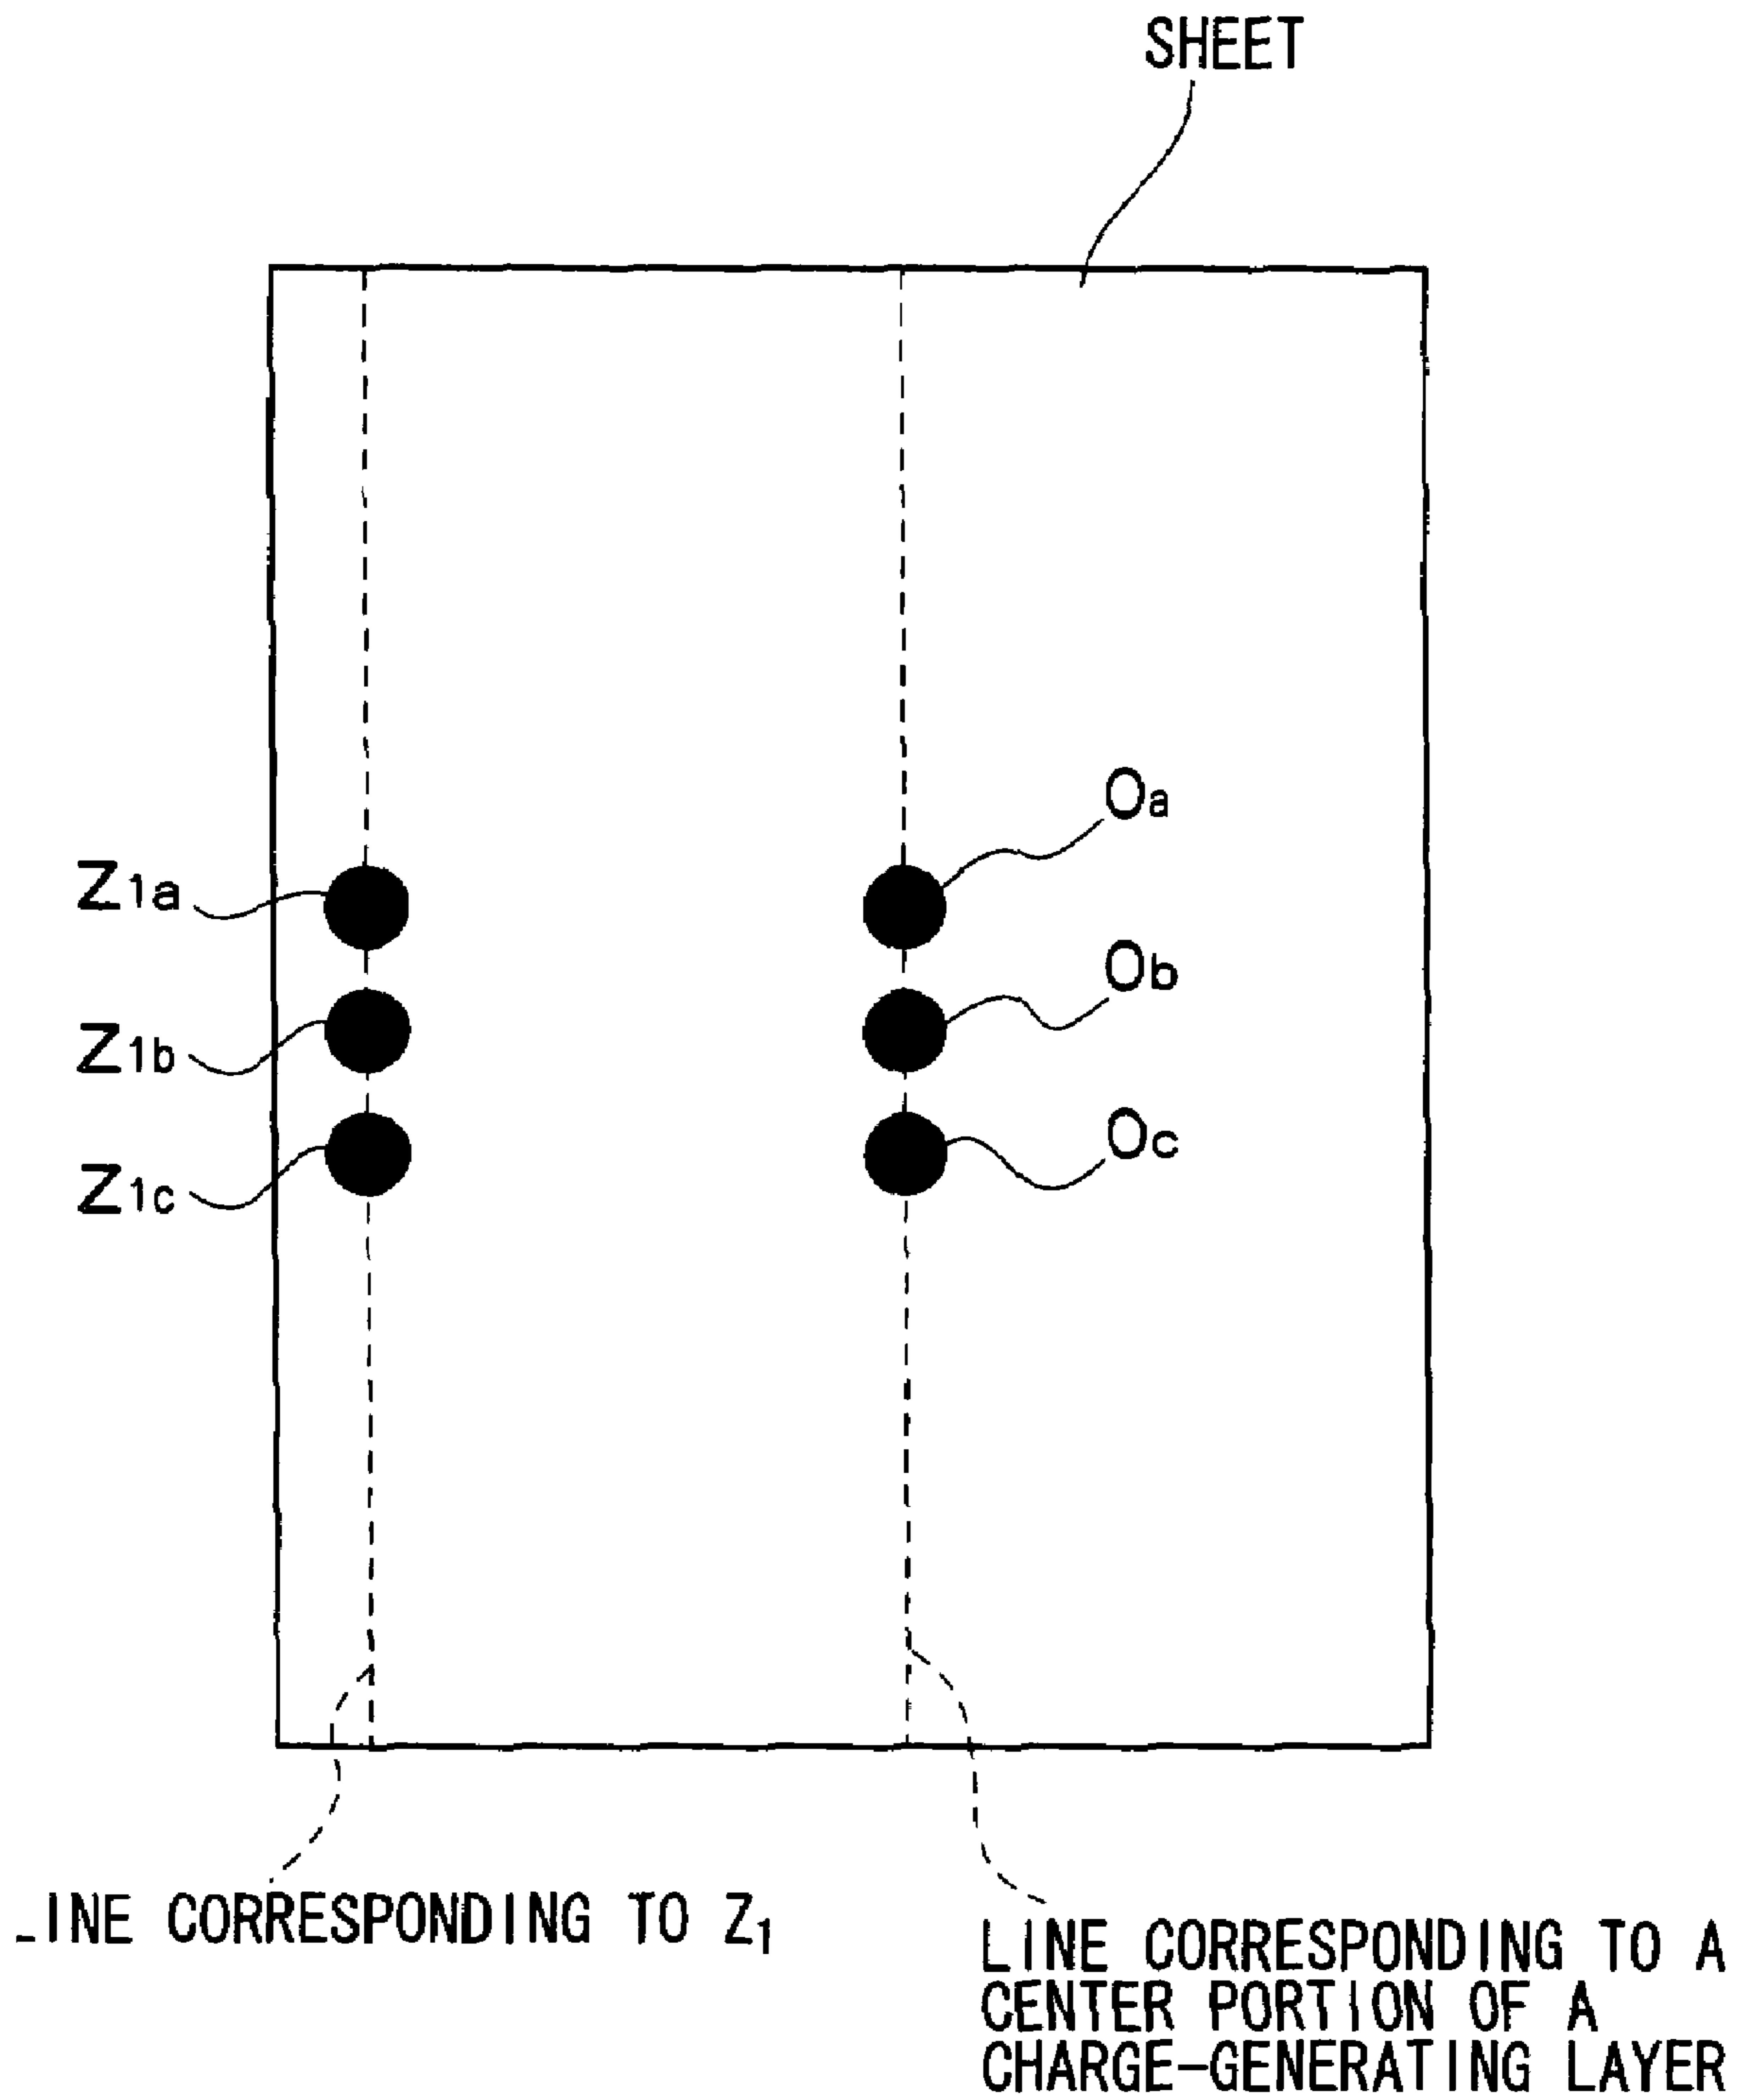 SHEET
Oa
Z1a
Ob
Z1b
Oc
Z1c
LINE CORRESPONDING TO Z1
LINE CORRESPONDING TO A
CENTER PORTION OF A
CHARGE-GENERATING LAYER